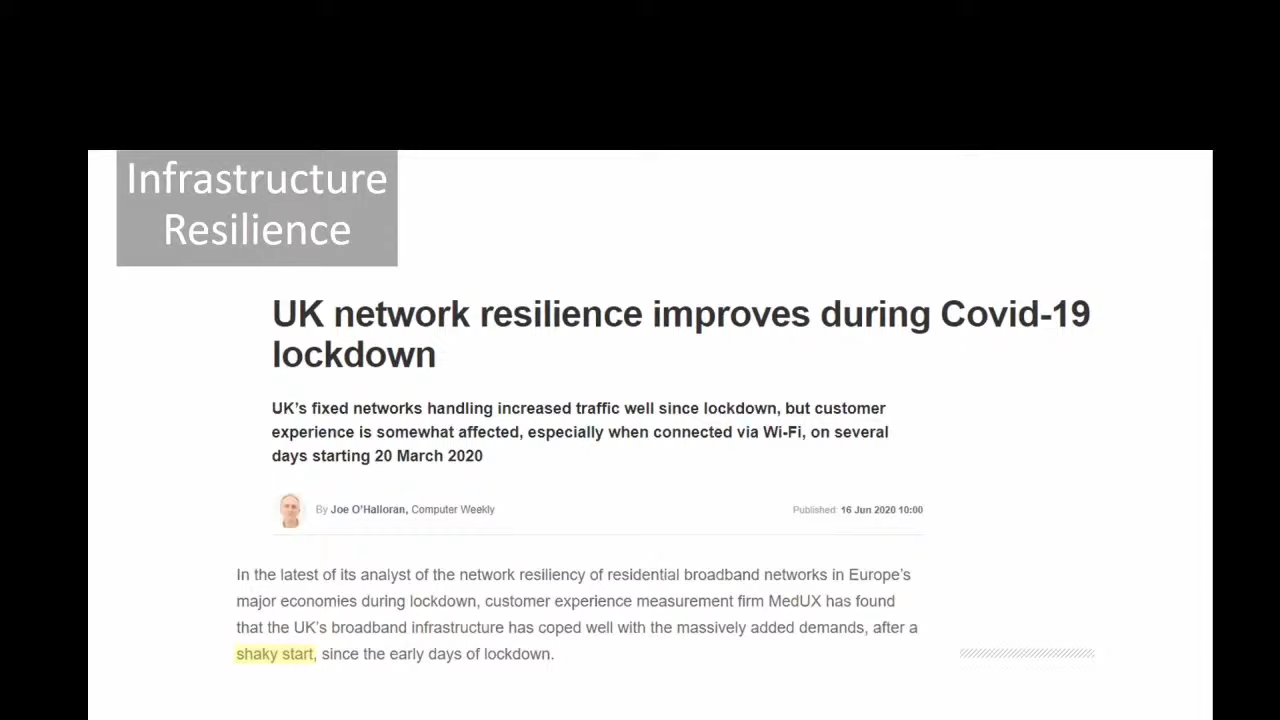 Infrastructure
Resilience
UK network resilience improves during Covid-19
lockdown
UK’s fixed networks handling increased traffic well since lockdown, but customer
experience is somewhat affected, especially when connected via Wi-Fi, on several
days starting 20 March 2020
By Joe O’Halloran, Computer Weekly
Published: 16 Jun 2020 10:00
In the latest of its analyst of the network resiliency of residential broadband networks in Europe’s
major economies during lockdown, customer experience measurement firm MedUX has found
that the UK’s broadband infrastructure has coped well with the massively added demands, after a
shaky start, since the early days of lockdown.